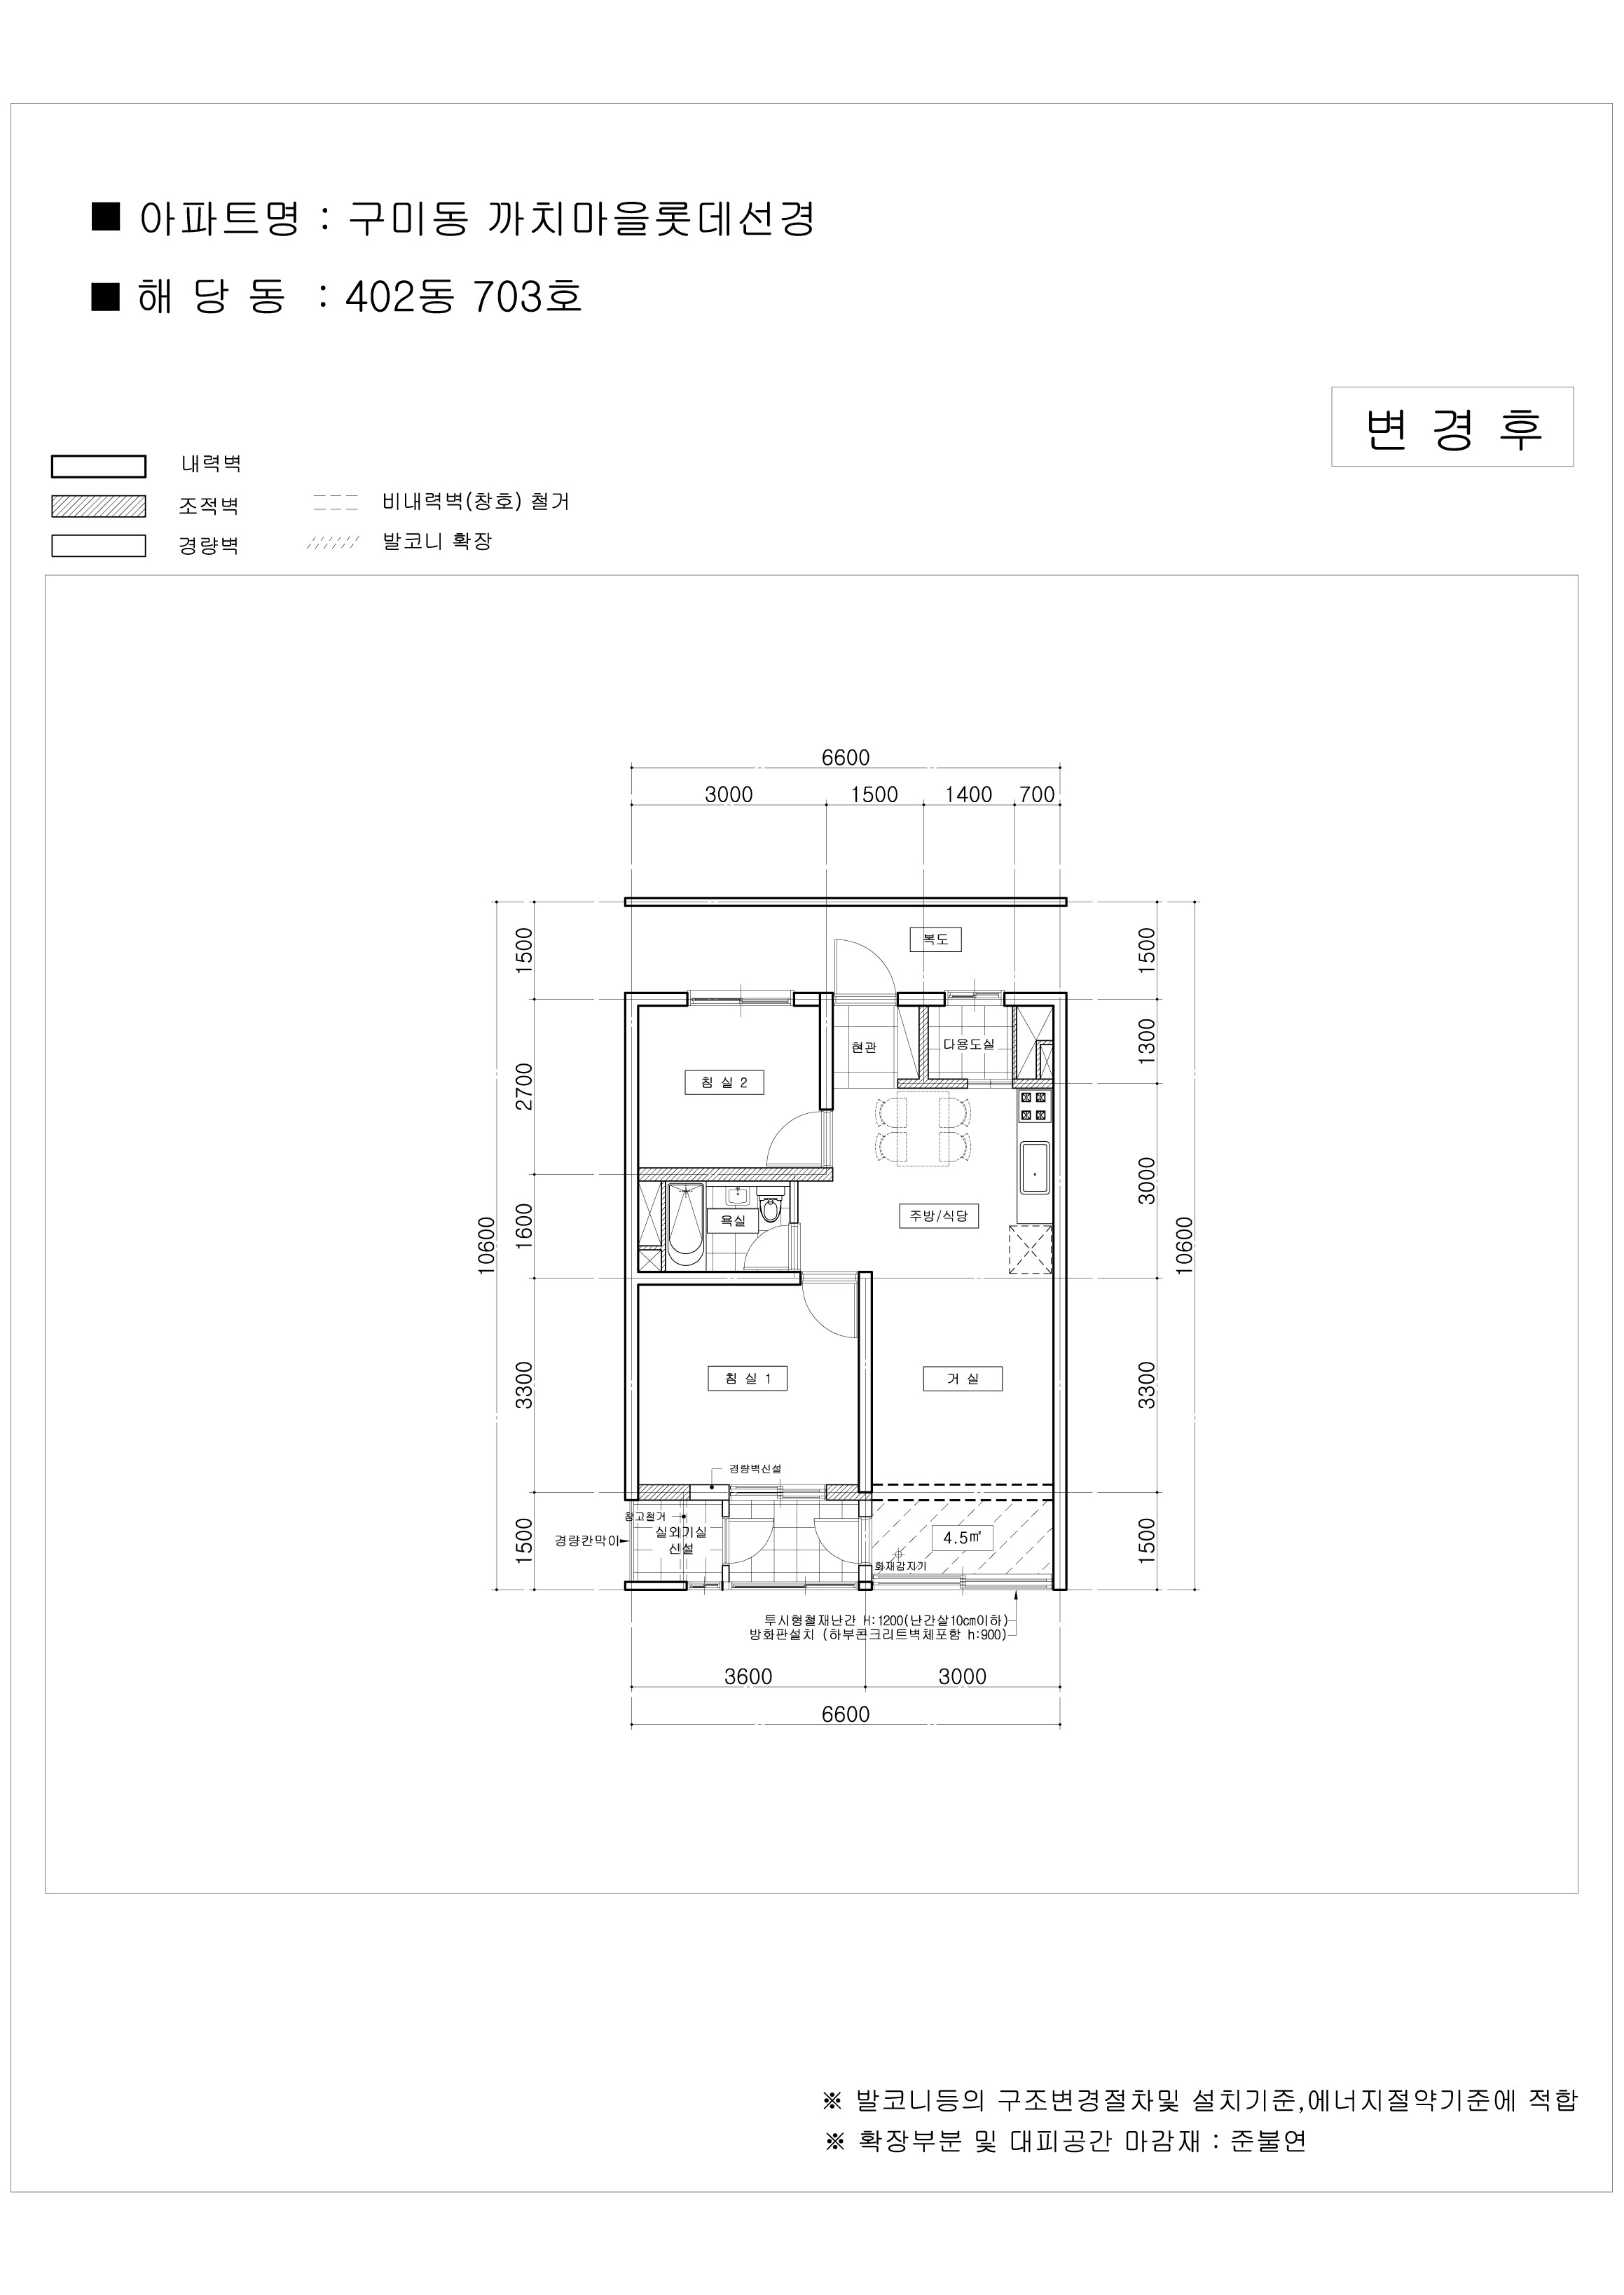 ■ 아파트명 : 구미동 까치마을롯데선경
■ 해 당 동 : 402동 703호
변 경 후
내력벽
조적벽
비내력벽(창호) 철거
경량벽
발코니 확장
6600
3000
1500
1400
700
복도
1500
1500
현관
다용도실
1300
침 실 2
2700
3000
주방/식당
욕실
1600
10600
10600
침 실 1
거 실
3300
3300
경량벽신설
창고철거
실외기실
신설
경량칸막이
4.5㎡
화재감지기
1500
1500
투시형철재난간 H:1200(난간살10cm이하)
방화판설치 (하부콘크리트벽체포함 h:900)
3600
3000
6600
※ 발코니등의 구조변경절차및 설치기준,에너지절약기준에 적합
※ 확장부분 및 대피공간 마감재 : 준불연